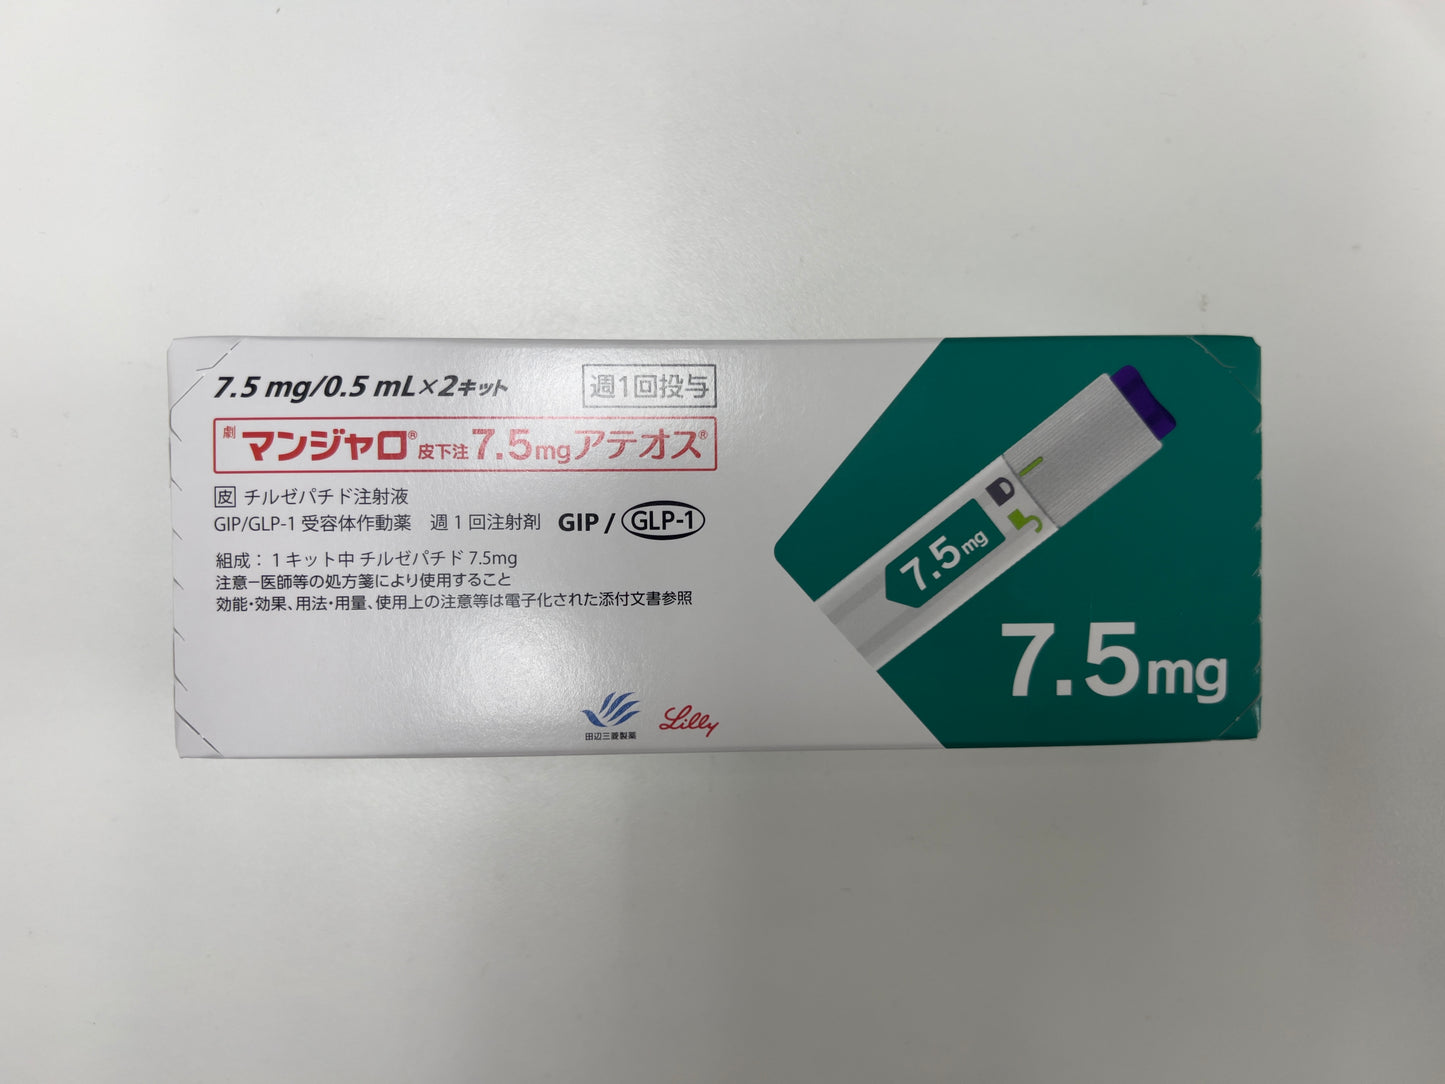 7.5 mg/0.5 mL×2キット
週1回投与
劇 マンジャロ® 皮下注 7.5mg アテオス®
皮 チルゼパチド注射液
GIP/GLP-1 受容体作動薬 週1回注射剤 GIP / GLP-1
組成： 1キット中 チルゼパチド 7.5mg
注意－医師等の処方箋により使用すること
効能・効果、用法・用量、使用上の注意等は電子化された添付文書参照
田辺三菱製薬
Lilly
7.5mg
7.5mg